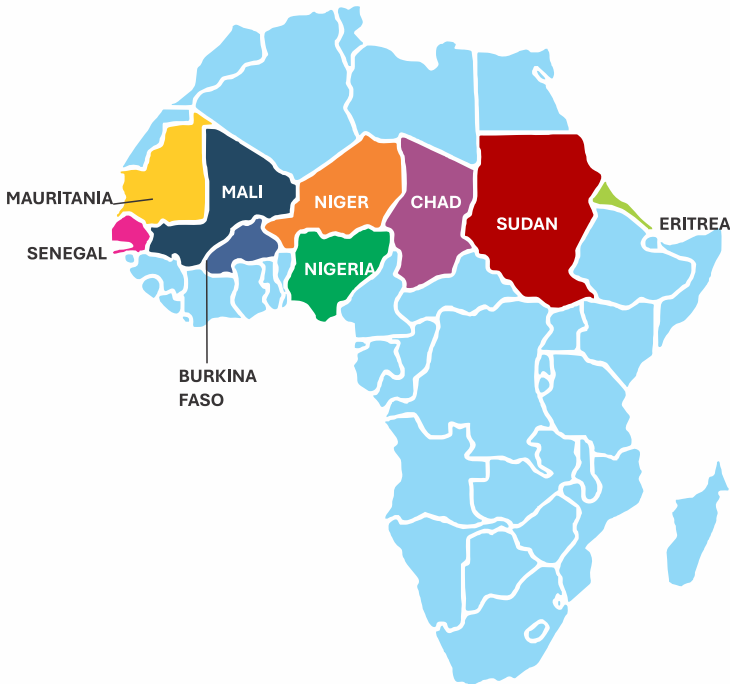 MAURITANIA
MALI
NIGER
CHAD
SUDAN
ERITREA
SENEGAL
NIGERIA
BURKINA
FASO